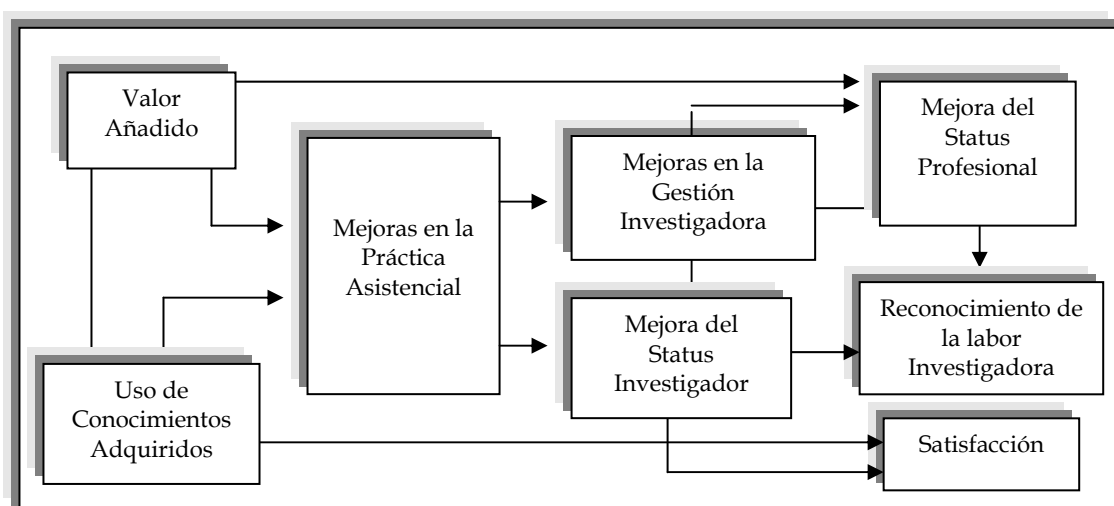 Valor
Añadido
Mejoras en la
Práctica
Asistencial
Uso de
Conocimientos
Adquiridos
Mejoras en la
Gestión
Investigadora
Mejora del
Status
Investigador
Mejora del
Status
Profesional
Reconocimiento de
la labor
Investigadora
Satisfacción